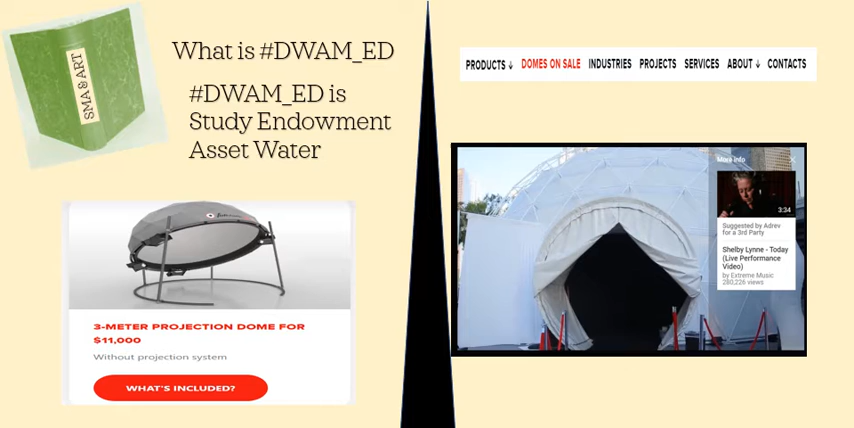 What is #DWAM_ED
SMA & ART
#DWAM_ED is
Study Endowment
Asset Water
3-METER PROJECTION DOME FOR
$11,000
Without projection system
WHAT'S INCLUDED?
PRODUCTS ↓ DOMES ON SALE INDUSTRIES PROJECTS SERVICES ABOUT ↓ CONTACTS
More info
3:34
Suggested by Adrev
for a 3rd Party
Shelby Lynne - Today
(Live Performance
Video)
by Extreme Music
280,226 views